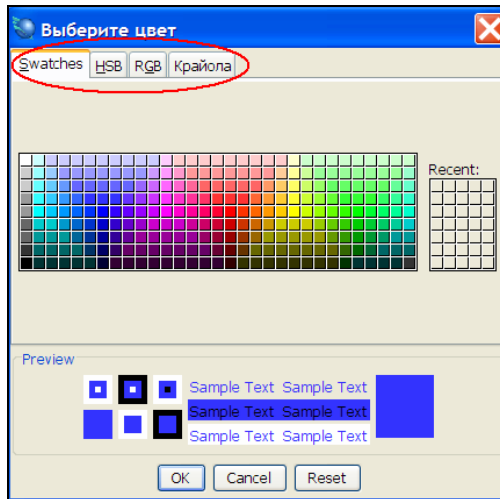 Выберите цвет
Swatches HSB RGB Крайола
Recent:
Preview
Sample Text Sample Text
Sample Text Sample Text
Sample Text Sample Text
OK Cancel Reset